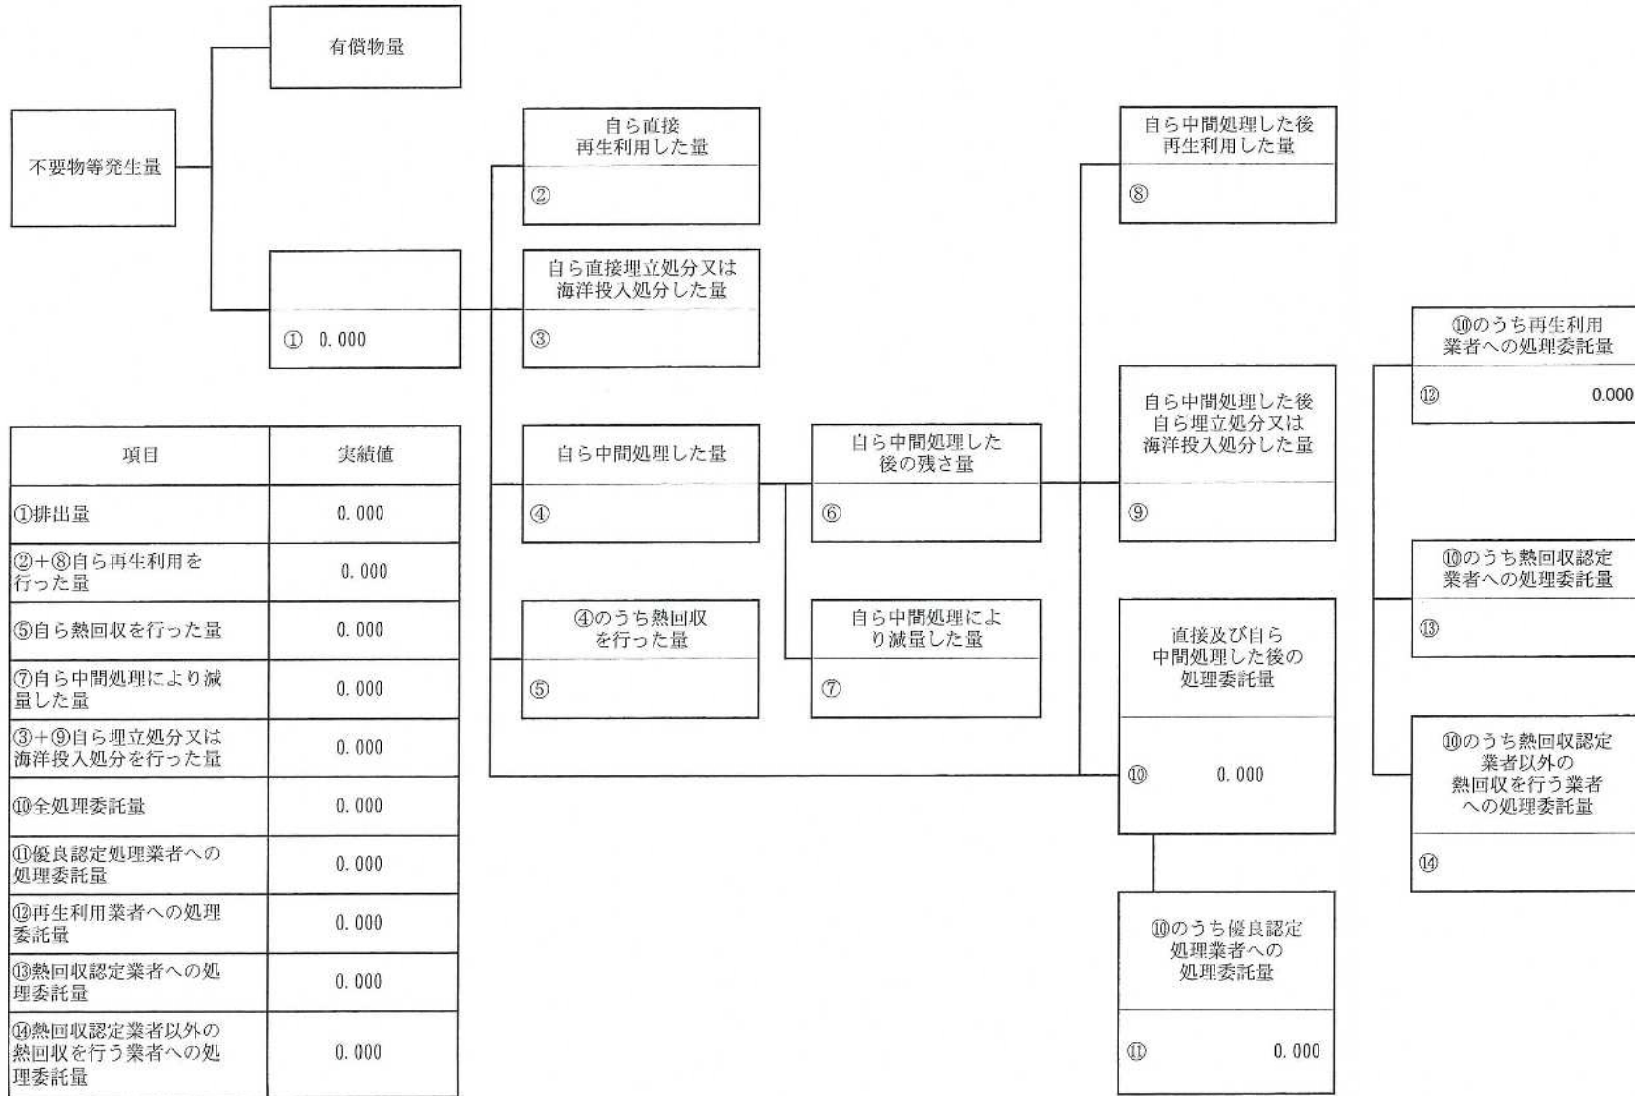 有償物量
不要物等発生量
① 0.000
自ら直接
再生利用した量
②
自ら直接埋立処分又は
海洋投入処分した量
③
自ら中間処理した量
④
④のうち熱回収
を行った量
⑤
自ら中間処理した
後の残さ量
⑥
自ら中間処理によ
り減量した量
⑦
自ら中間処理した後
再生利用した量
⑧
自ら中間処理した後
自ら埋立処分又は
海洋投入処分した量
⑨
直接及び自ら
中間処理した後の
処理委託量
⑩ 0.000
⑩のうち優良認定
処理業者への
処理委託量
⑪ 0.000
⑩のうち再生利用
業者への処理委託量
⑫ 0.000
⑩のうち熱回収認定
業者への処理委託量
⑬
⑩のうち熱回収認定
業者以外の
熱回収を行う業者
への処理委託量
⑭
項目 実績値
①排出量 0.000
②+⑧自ら再生利用を
行った量 0.000
⑤自ら熱回収を行った量 0.000
⑦自ら中間処理により減
量した量 0.000
③+⑨自ら埋立処分又は
海洋投入処分を行った量 0.000
⑩全処理委託量 0.000
⑪優良認定処理業者への
処理委託量 0.000
⑫再生利用業者への処理
委託量 0.000
⑬熱回収認定業者への処
理委託量 0.000
⑭熱回収認定業者以外の
熱回収を行う業者への処
理委託量 0.000